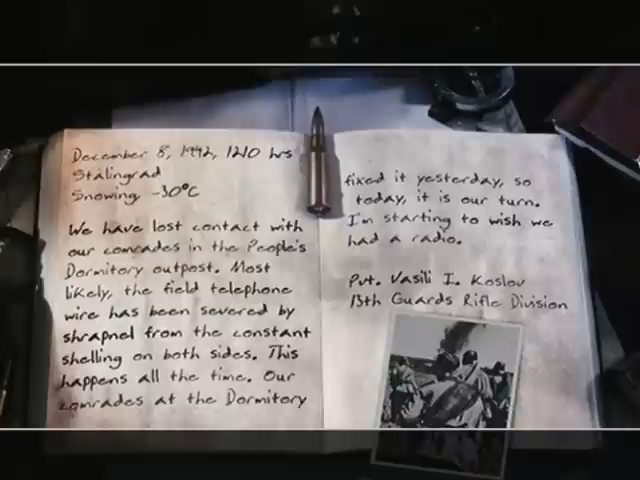 December 8, 1942, 1210 hrs
Stalingrad
Snowing, -30°C
We have lost contact with
our comrades in the People's
Dormitory outpost. Most
likely, the field telephone
wire has been severed by
shrapnel from the constant
shelling on both sides. This
happens all the time. Our
comrades at the Dormitory
fixed it yesterday, so
today, it is our turn.
I'm starting to wish we
had a radio.
Pvt. Vasili I. Koslov
13th Guards Rifle Division